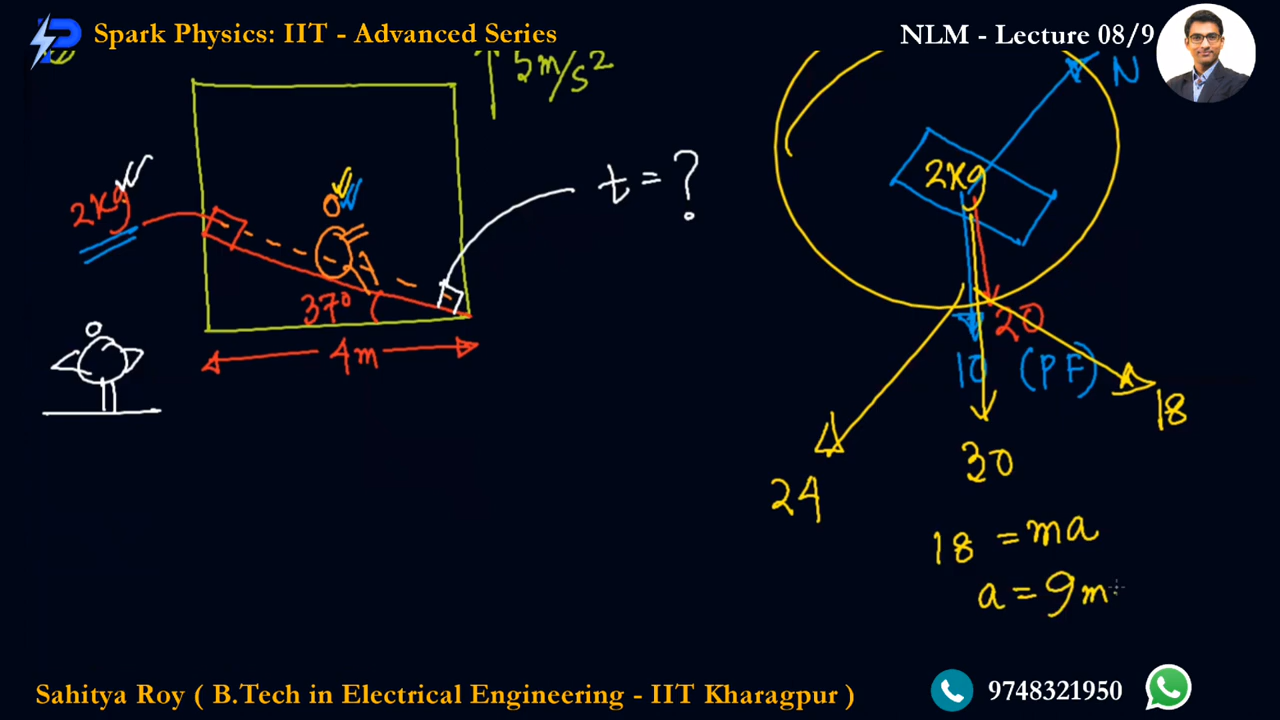 Spark Physics: IIT - Advanced Series
NLM - Lecture 08/9
5m/s²
2Kg
t = ?
37°
4m
N
2Kg
20
10 (PF)
18
30
24
18 = ma
a = 9m
Sahitya Roy ( B.Tech in Electrical Engineering - IIT Kharagpur )
9748321950